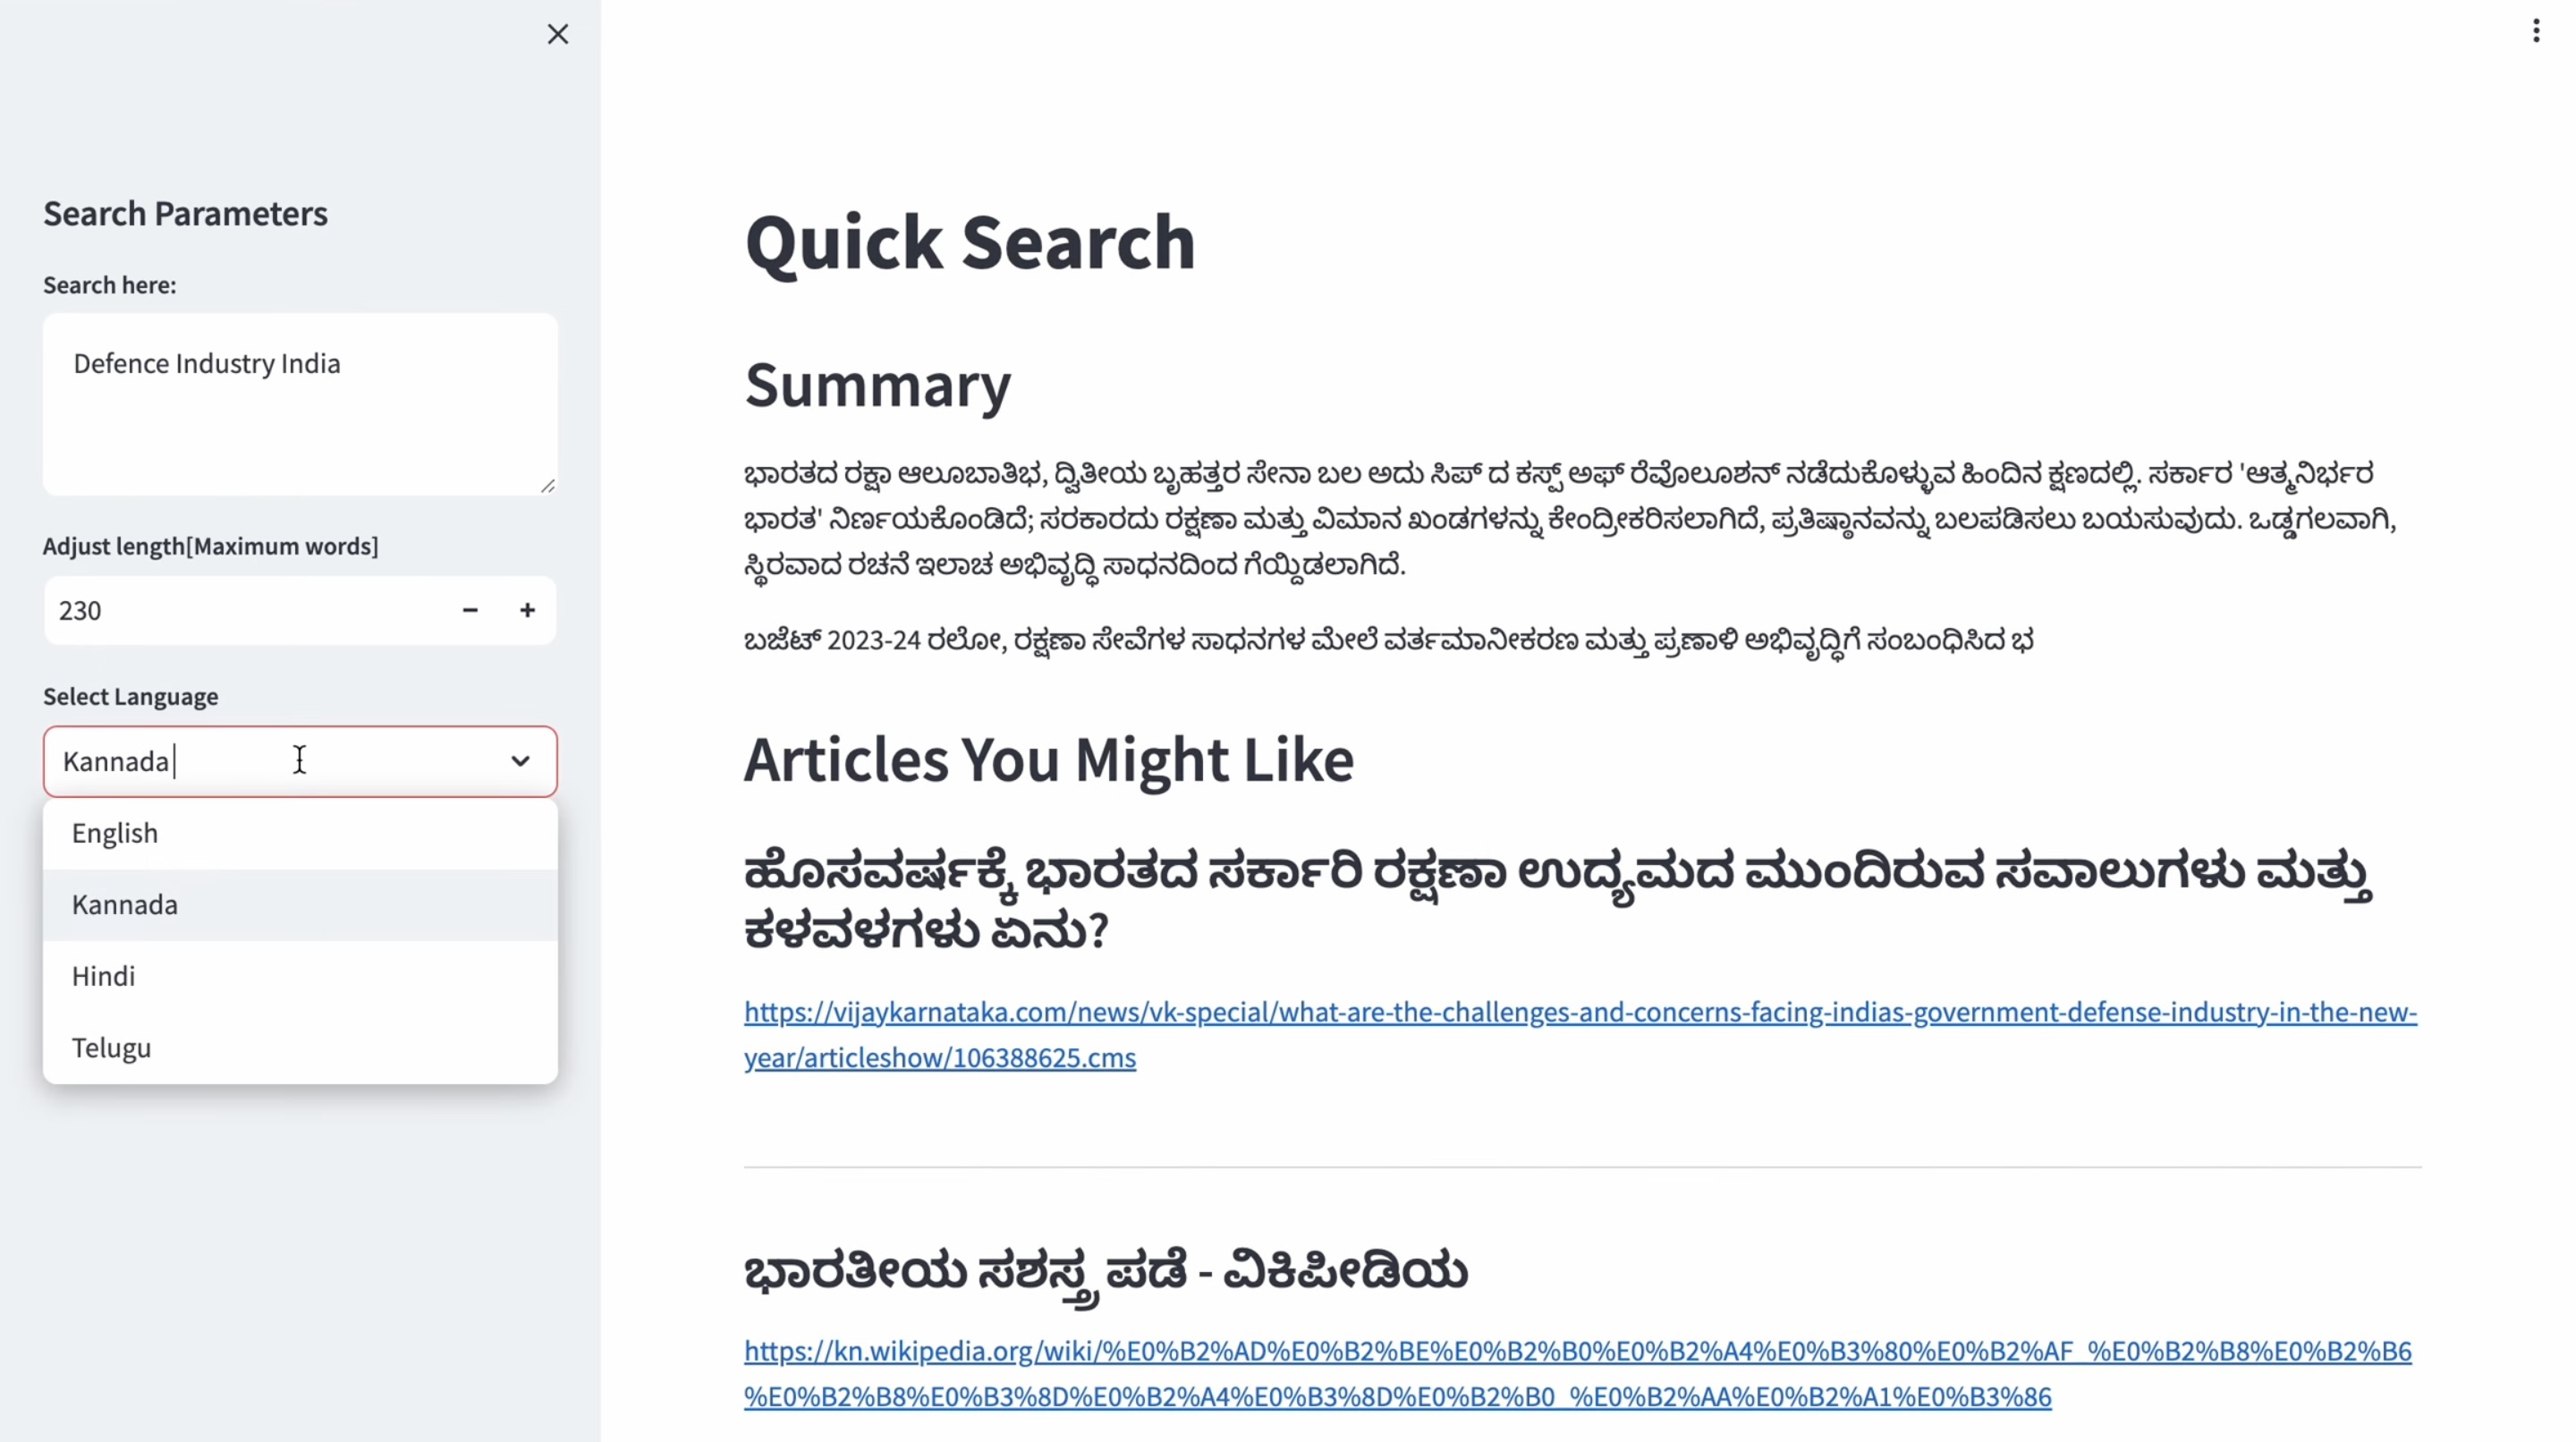 Search Parameters
Search here:
Defence Industry India
Adjust length[Maximum words]
230
Select Language
Kannada
English
Kannada
Hindi
Telugu
Quick Search
Summary
ಭಾರತದ ರಕ್ಷಾ ಆಲೂಬಾತಿಭ, ದ್ವಿತೀಯ ಬೃಹತ್ತರ ಸೇನಾ ಬಲ ಅದು ಸಿಪ್ ದ ಕಸ್ಪ್ ಅಫ್ ರೆವೊಲೂಶನ್ ನಡೆದುಕೊಳ್ಳುವ ಹಿಂದಿನ ಕ್ಷಣದಲ್ಲಿ. ಸರ್ಕಾರ 'ಆತ್ಮನಿರ್ಭರ
ಭಾರತ' ನಿರ್ಣಯಕೊಂಡಿದೆ; ಸರಕಾರದು ರಕ್ಷಣಾ ಮತ್ತು ವಿಮಾನ ಖಂಡಗಳನ್ನು ಕೇಂದ್ರೀಕರಿಸಲಾಗಿದೆ, ಪ್ರತಿಷ್ಠಾನವನ್ನು ಬಲಪಡಿಸಲು ಬಯಸುವುದು. ಒಡ್ಡಗಲವಾಗಿ,
ಸ್ಥಿರವಾದ ರಚನೆ ಇಲಾಚ ಅಭಿವೃದ್ಧಿ ಸಾಧನದಿಂದ ಗೆಯ್ದಿಡಲಾಗಿದೆ.
ಬಜೆಟ್ 2023-24 ರಲೋ, ರಕ್ಷಣಾ ಸೇವೆಗಳ ಸಾಧನಗಳ ಮೇಲೆ ವರ್ತಮಾನೀಕರಣ ಮತ್ತು ಪ್ರಣಾಳಿ ಅಭಿವೃದ್ಧಿಗೆ ಸಂಬಂಧಿಸಿದ ಭ
Articles You Might Like
ಹೊಸವರ್ಷಕ್ಕೆ ಭಾರತದ ಸರ್ಕಾರಿ ರಕ್ಷಣಾ ಉದ್ಯಮದ ಮುಂದಿರುವ ಸವಾಲುಗಳು ಮತ್ತು
ಕಳವಳಗಳು ಏನು?
https://vijaykarnataka.com/news/vk-special/what-are-the-challenges-and-concerns-facing-indias-government-defense-industry-in-the-new-
year/articleshow/106388625.cms
ಭಾರತೀಯ ಸಶಸ್ತ್ರ ಪಡೆ - ವಿಕಿಪೀಡಿಯ
https://kn.wikipedia.org/wiki/%E0%B2%AD%E0%B2%BE%E0%B2%B0%E0%B2%A4%E0%B3%80%E0%B2%AF_%E0%B2%B8%E0%B2%B6
%E0%B2%B8%E0%B3%8D%E0%B2%A4%E0%B3%8D%E0%B2%B0_%E0%B2%AA%E0%B2%A1%E0%B3%86